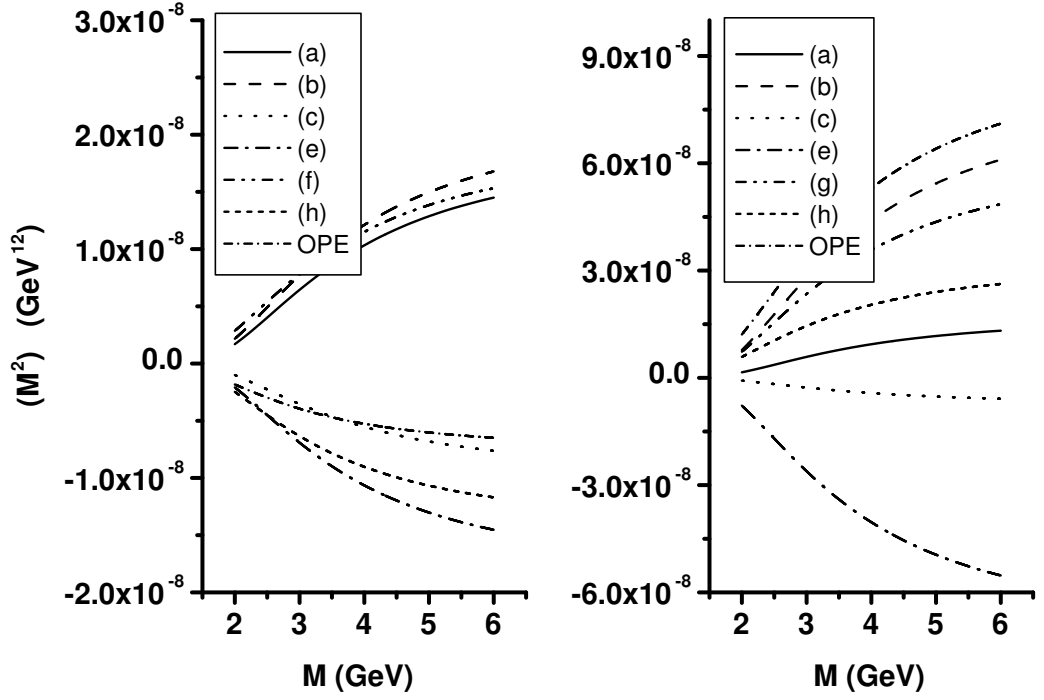 3.0x10⁻⁸
2.0x10⁻⁸
1.0x10⁻⁸
0.0
-1.0x10⁻⁸
-2.0x10⁻⁸
(M²) (GeV¹²)
(a)
(b)
(c)
(e)
(f)
(h)
OPE
2 3 4 5 6
M (GeV)
9.0x10⁻⁸
6.0x10⁻⁸
3.0x10⁻⁸
0.0
-3.0x10⁻⁸
-6.0x10⁻⁸
(a)
(b)
(c)
(e)
(g)
(h)
OPE
2 3 4 5 6
M (GeV)